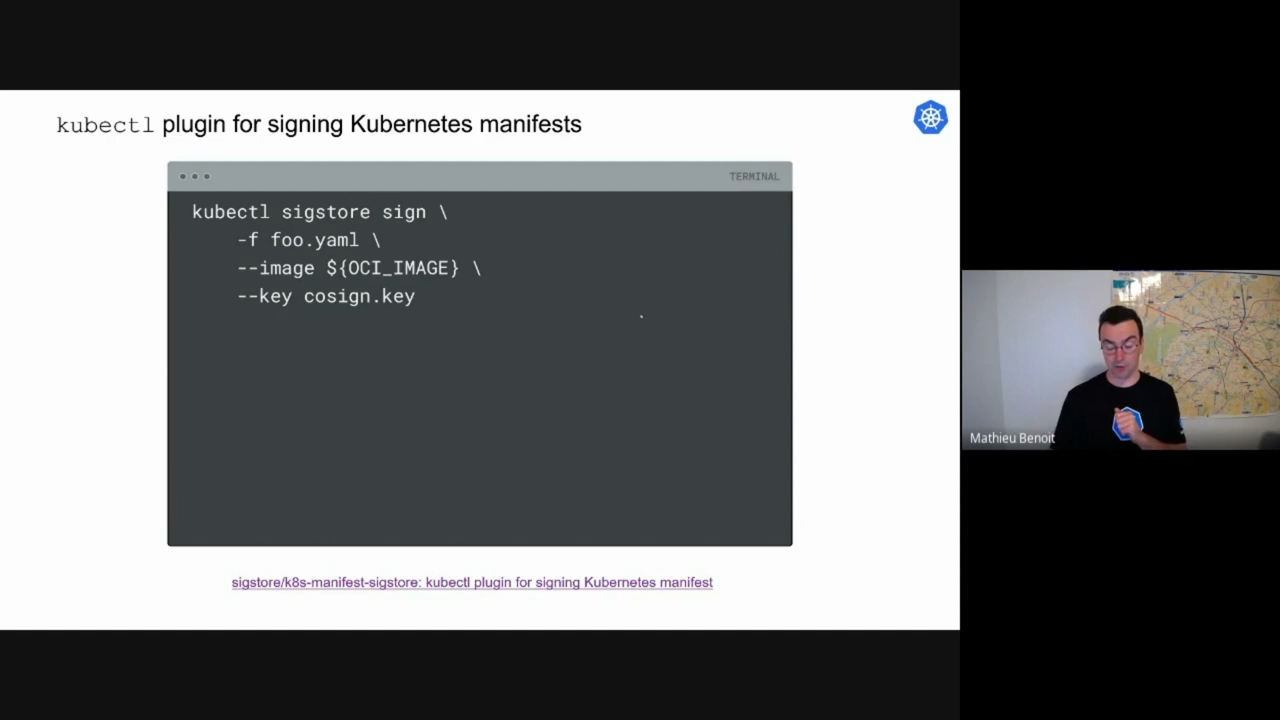 kubectl plugin for signing Kubernetes manifests
TERMINAL
kubectl sigstore sign \
-f foo.yaml \
--image ${OCI_IMAGE} \
--key cosign.key
sigstore/k8s-manifest-sigstore: kubectl plugin for signing Kubernetes manifest
Mathieu Benoit